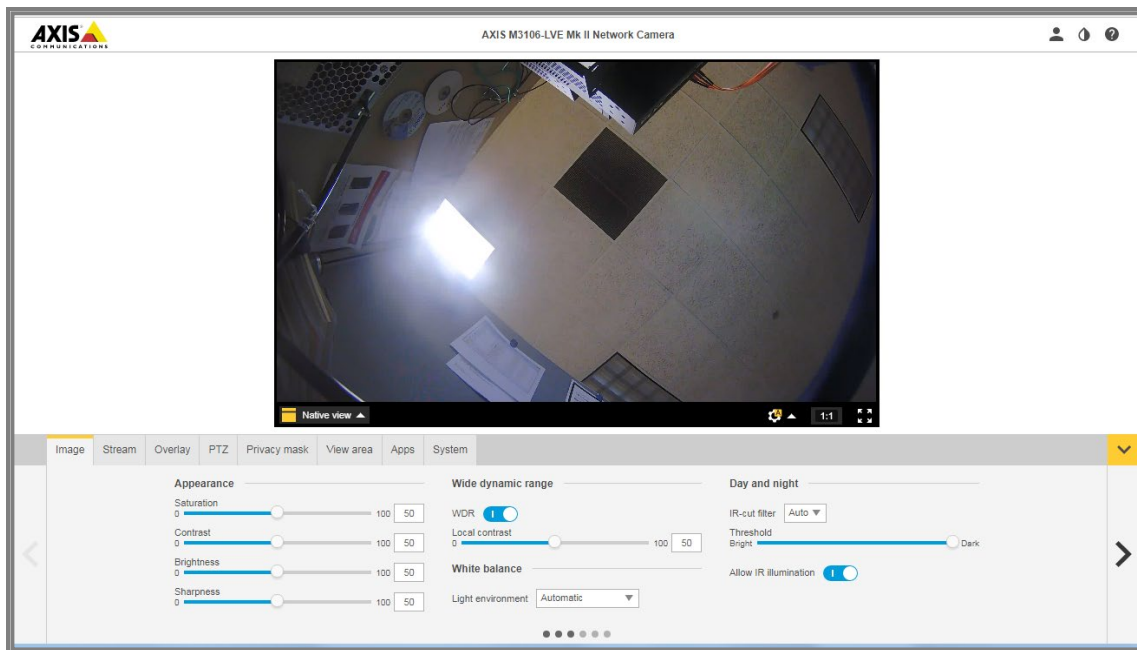 AXIS
COMMUNICATIONS
AXIS M3106-LVE Mk II Network Camera
Native view
1:1
Image Stream Overlay PTZ Privacy mask View area Apps System
Appearance
Saturation
0 100 50
Contrast
0 100 50
Brightness
0 100 50
Sharpness
0 100 50
Wide dynamic range
WDR
Local contrast
0 100 50
White balance
Light environment Automatic
Day and night
IR-cut filter Auto
Threshold
Bright Dark
Allow IR illumination